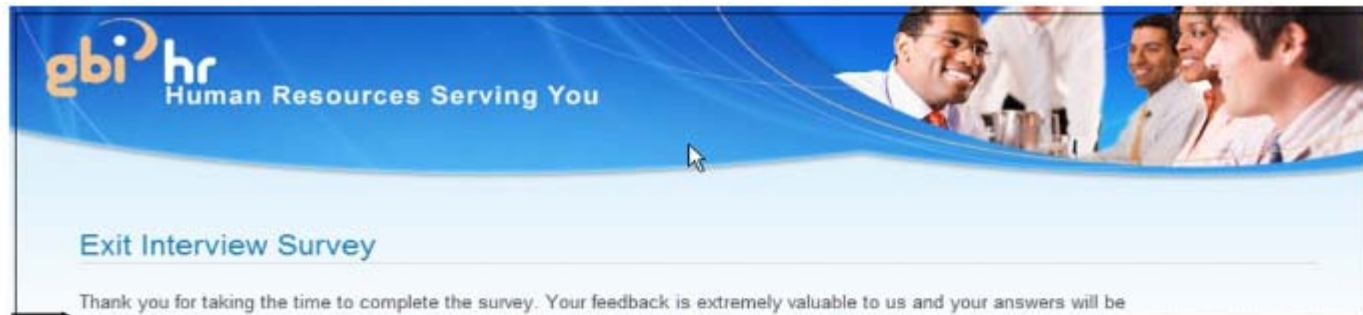 gbi hr
Human Resources Serving You
Exit Interview Survey
Thank you for taking the time to complete the survey. Your feedback is extremely valuable to us and your answers will be